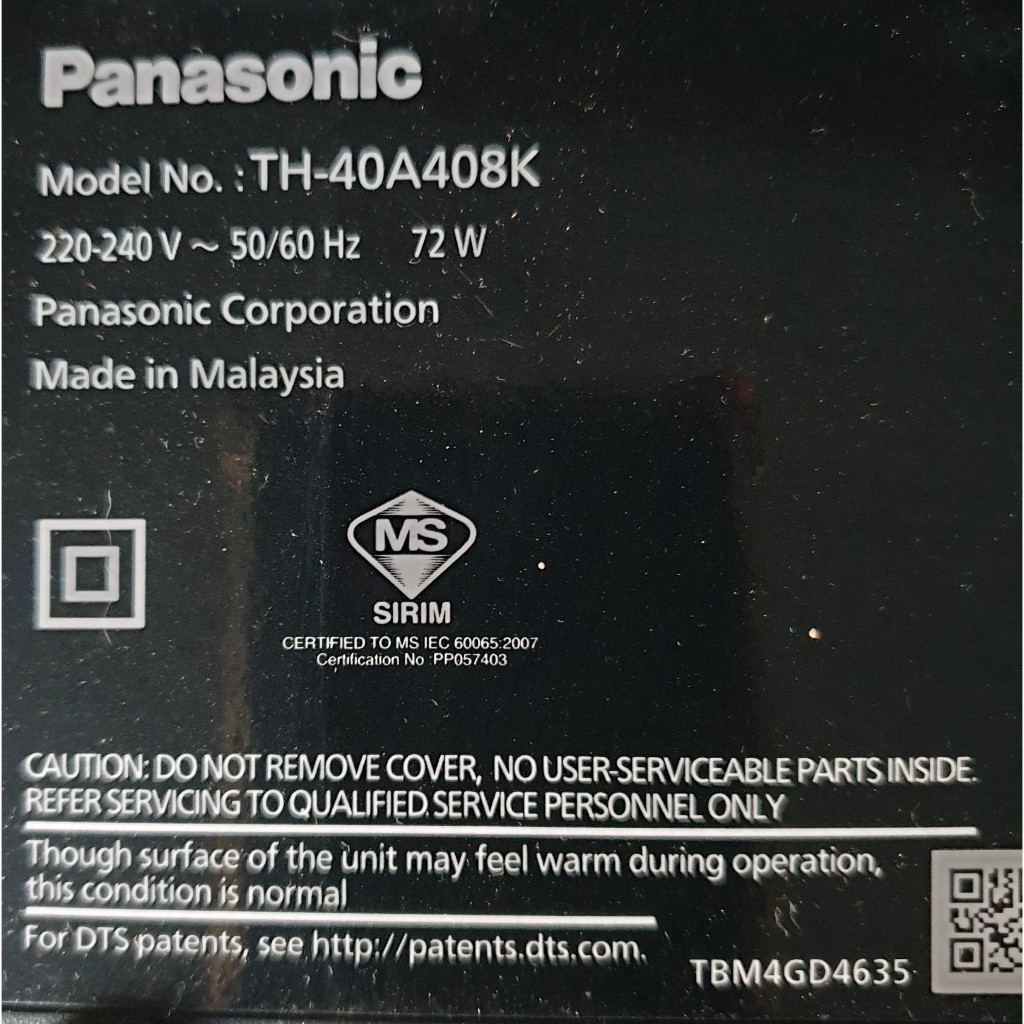 Panasonic
Model No. : TH-40A408K
220-240 V ~ 50/60 Hz 72 W
Panasonic Corporation
Made in Malaysia
MS
SIRIM
CERTIFIED TO MS IEC 60065:2007
Certification No :PP057403
CAUTION: DO NOT REMOVE COVER, NO USER-SERVICEABLE PARTS INSIDE.
REFER SERVICING TO QUALIFIED SERVICE PERSONNEL ONLY
Though surface of the unit may feel warm during operation,
this condition is normal
For DTS patents, see http://patents.dts.com.
TBM4GD4635